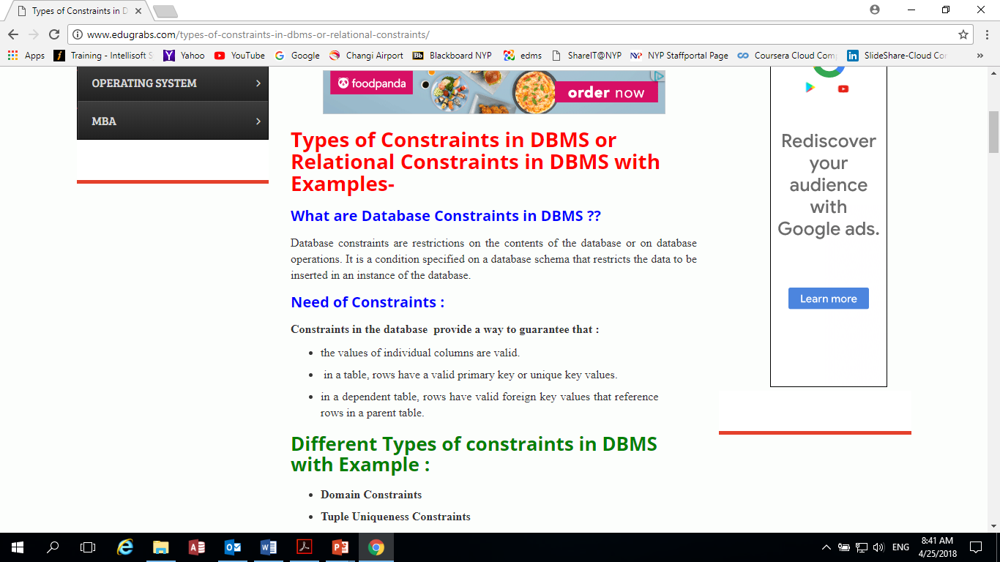 Types of Constraints in D
www.edugrabs.com/types-of-constraints-in-dbms-or-relational-constraints/
Apps Training - Intellisoft S Yahoo YouTube Google Changi Airport Bb Blackboard NYP edms ShareIT@NYP NYP NYP Staffportal Page Coursera Cloud Com in SlideShare-Cloud Cor »
OPERATING SYSTEM
MBA
foodpanda
order now
Types of Constraints in DBMS or
Relational Constraints in DBMS with
Examples-
What are Database Constraints in DBMS ??
Database constraints are restrictions on the contents of the database or on database
operations. It is a condition specified on a database schema that restricts the data to be
inserted in an instance of the database.
Need of Constraints :
Constraints in the database provide a way to guarantee that :
• the values of individual columns are valid.
• in a table, rows have a valid primary key or unique key values.
• in a dependent table, rows have valid foreign key values that reference
rows in a parent table.
Different Types of constraints in DBMS
with Example :
• Domain Constraints
• Tuple Uniqueness Constraints
Rediscover
your
audience
with
Google ads.
Learn more
ENG
8:41 AM
4/25/2018